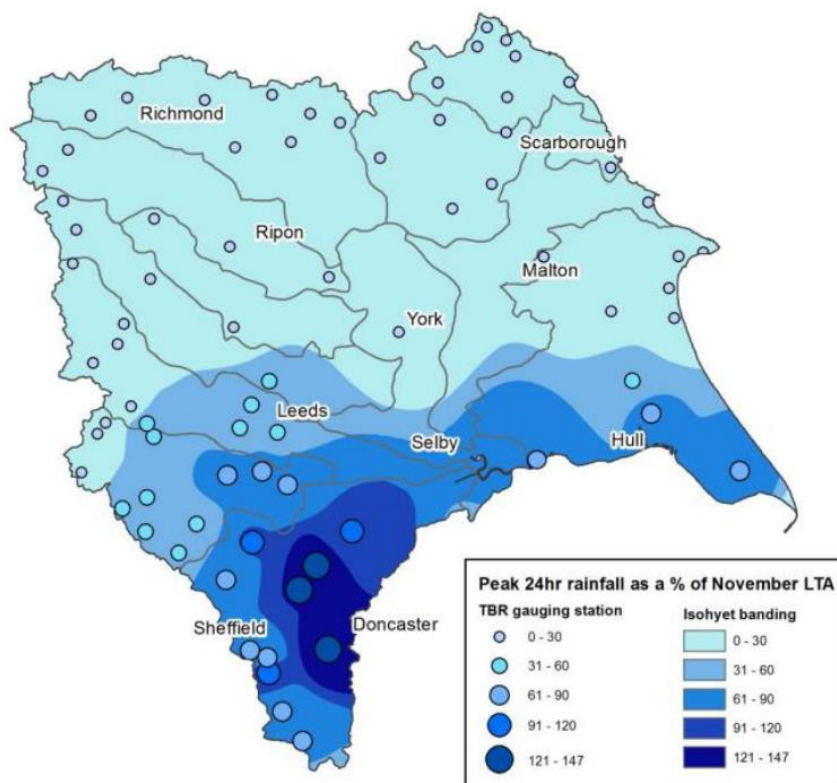 Richmond
Scarborough
Ripon
Malton
York
Leeds
Selby
Hull
Sheffield
Doncaster
Peak 24hr rainfall as a % of November LTA
TBR gauging station
0 - 30
31 - 60
61 - 90
91 - 120
121 - 147
Isohyet banding
0 - 30
31 - 60
61 - 90
91 - 120
121 - 147